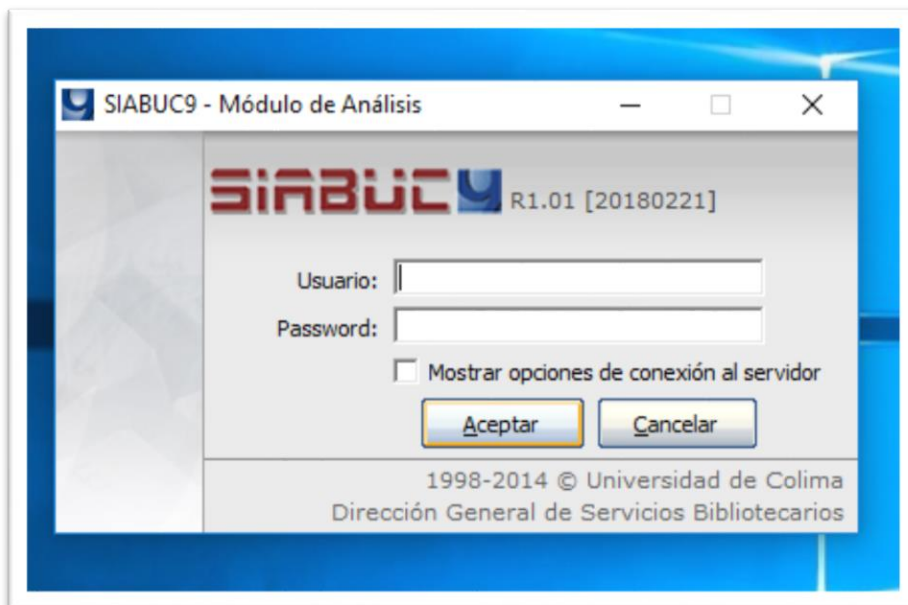 SIABUC9 - Módulo de Análisis
SIABUC9 R1.01 [20180221]
Usuario:
Password:
Mostrar opciones de conexión al servidor
Aceptar Cancelar
1998-2014 © Universidad de Colima
Dirección General de Servicios Bibliotecarios